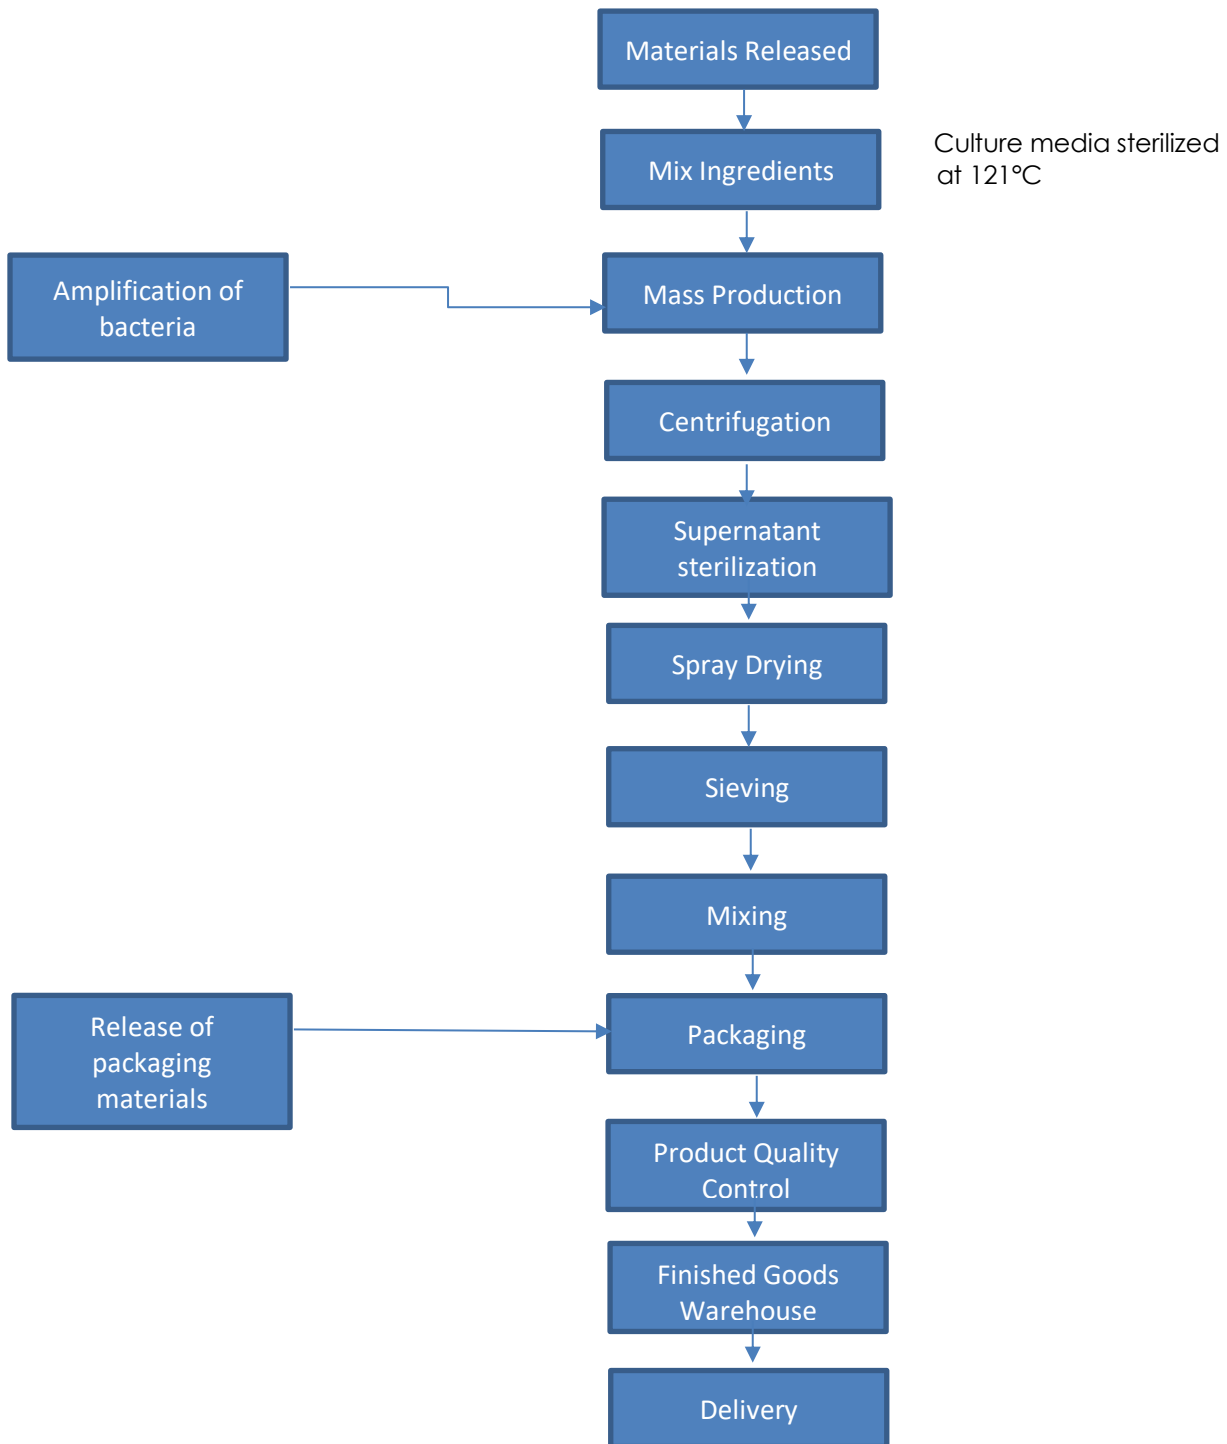 Materials Released
Mix Ingredients
Culture media sterilized
at 121°C
Amplification of
bacteria
Mass Production
Centrifugation
Supernatant
sterilization
Spray Drying
Sieving
Mixing
Release of
packaging
materials
Packaging
Product Quality
Control
Finished Goods
Warehouse
Delivery